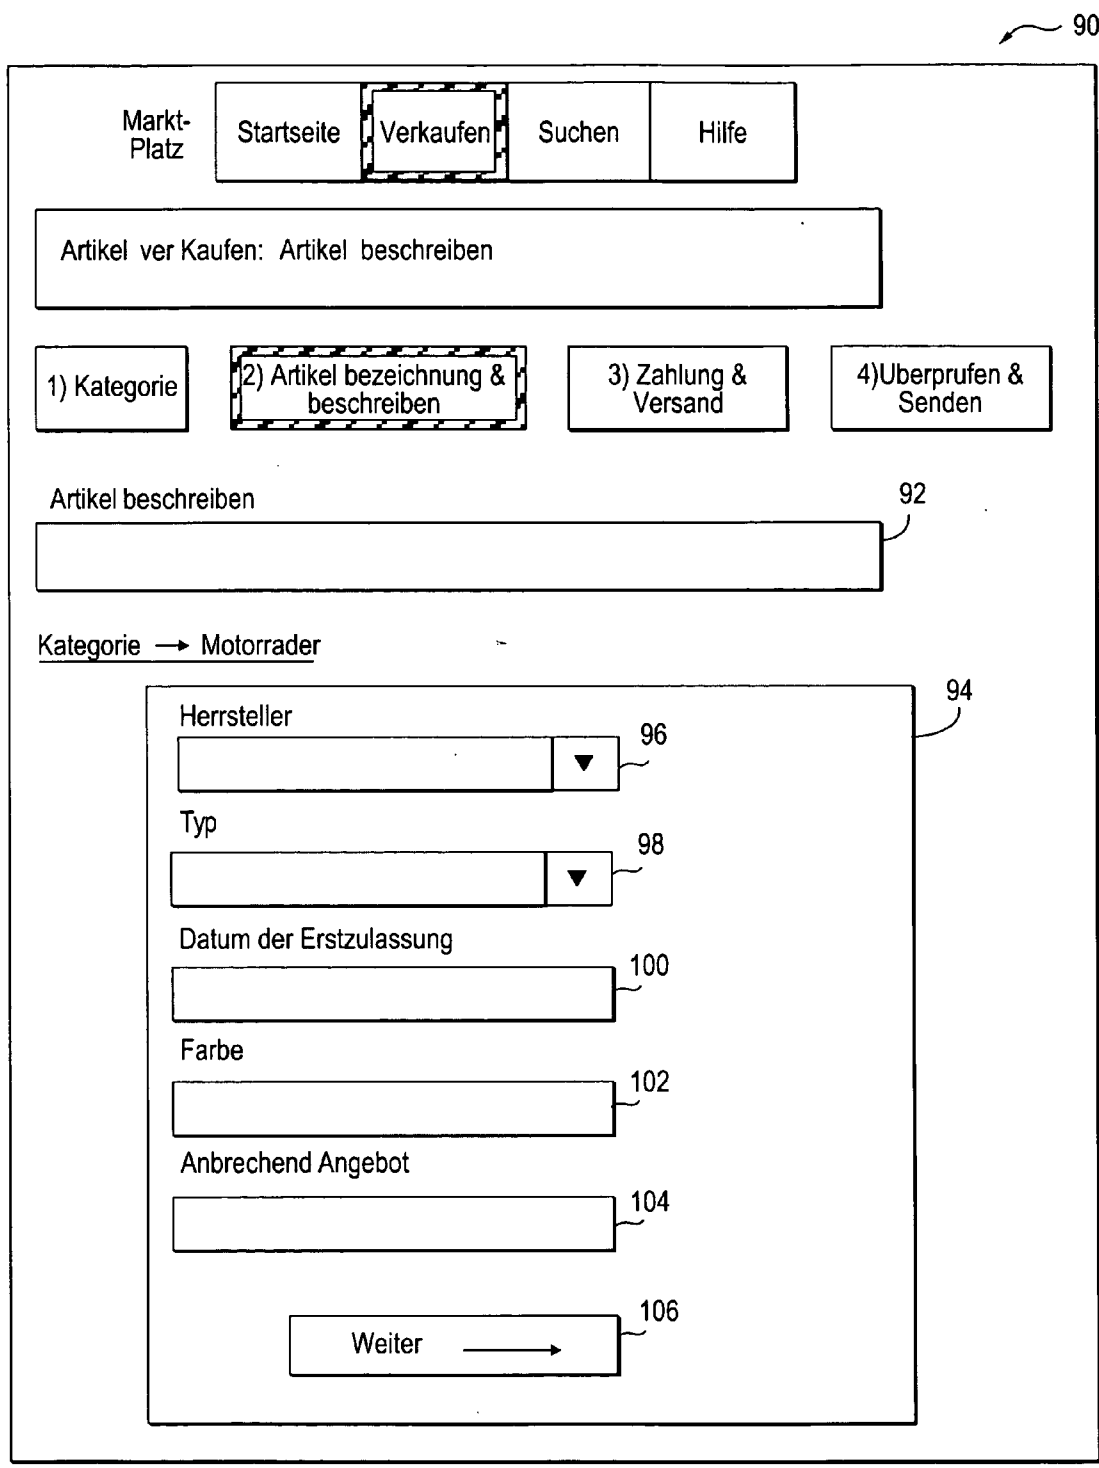 90
Markt-
Platz
Startseite
Verkaufen
Suchen
Hilfe
Artikel ver Kaufen: Artikel beschreiben
1) Kategorie
2) Artikel bezeichnung &
beschreiben
3) Zahlung &
Versand
4)Uberprufen &
Senden
Artikel beschreiben
92
Kategorie → Motorrader
94
Herrsteller
96
Typ
98
Datum der Erstzulassung
100
Farbe
102
Anbrechend Angebot
104
Weiter →
106